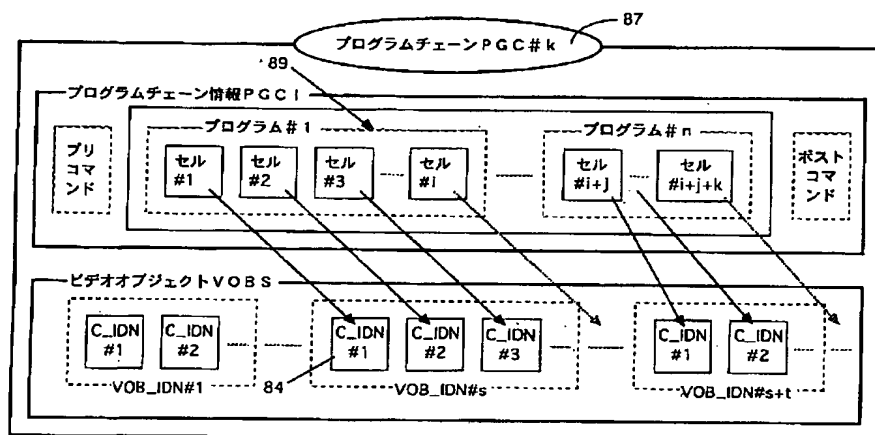 87
プログラムチェーンPGC#k
89
プログラムチェーン情報PGCI
プログラム#1
プログラム#n
プリ
コマ
ンド
セル
#1
セル
#2
セル
#3
セル
#i
セル
#i+j
セル
#i+j+k
ポスト
コマ
ンド
ビデオオブジェクトVOBS
C_IDN
#1
C_IDN
#2
C_IDN
#1
C_IDN
#2
C_IDN
#3
C_IDN
#1
C_IDN
#2
VOB_IDN#1
84
VOB_IDN#s
VOB_IDN#s+t